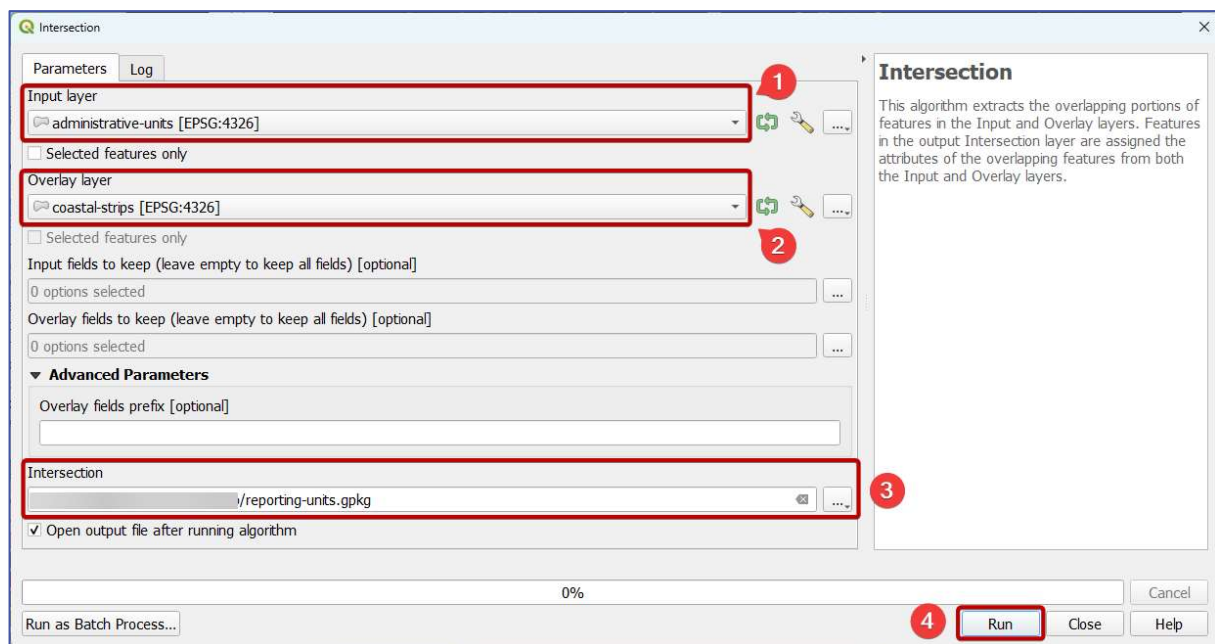 Intersection
Parameters
Log
1
Input layer
administrative-units [EPSG:4326]
...
Selected features only
Overlay layer
coastal-strips [EPSG:4326]
...
Selected features only
2
Input fields to keep (leave empty to keep all fields) [optional]
0 options selected
...
Overlay fields to keep (leave empty to keep all fields) [optional]
0 options selected
...
Advanced Parameters
Overlay fields prefix [optional]
Intersection
/reporting-units.gpkg
...
3
Open output file after running algorithm
Intersection
This algorithm extracts the overlapping portions of
features in the Input and Overlay layers. Features
in the output Intersection layer are assigned the
attributes of the overlapping features from both
the Input and Overlay layers.
0%
Cancel
Run as Batch Process...
4
Run
Close
Help